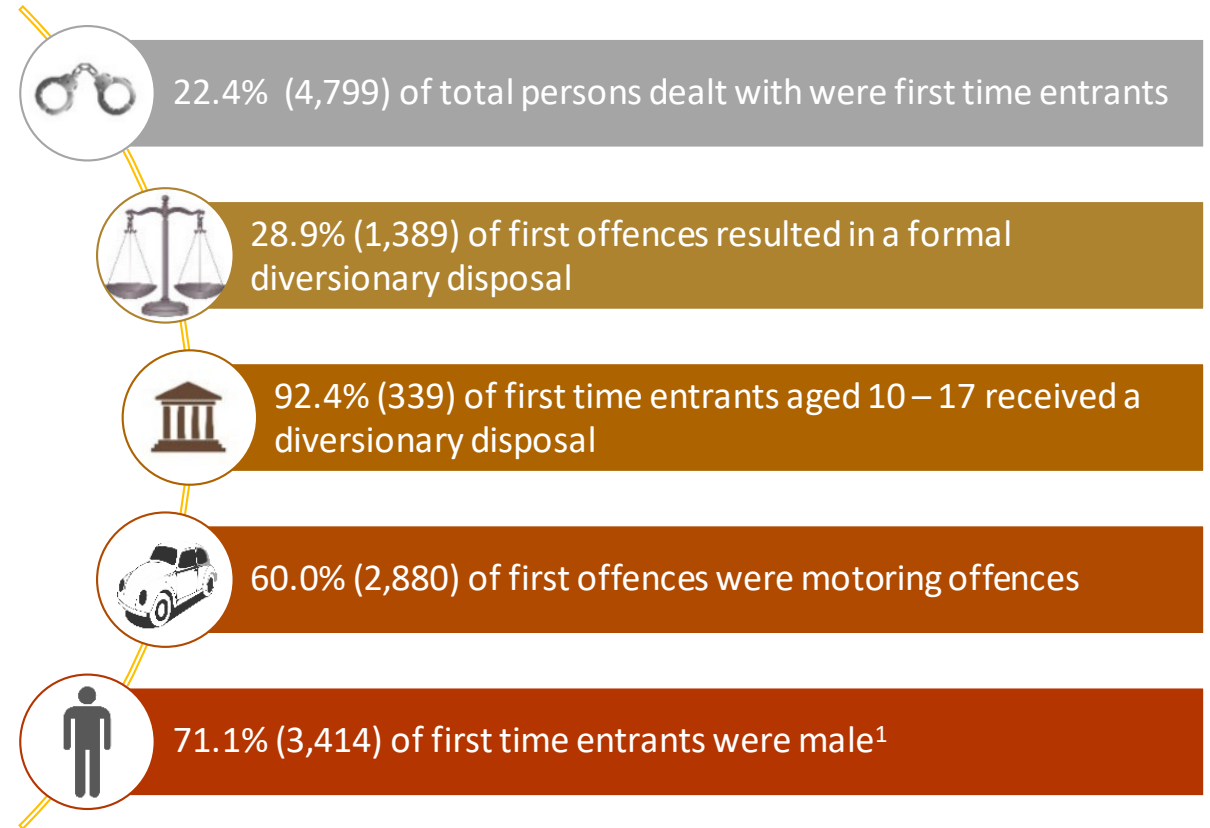 22.4%  (4,799) of total persons dealt with were first time entrants
28.9% (1,389) of first offences resulted in a formal
diversionary disposal
92.4% (339) of first time entrants aged 10 – 17 received a
diversionary disposal
60.0% (2,880) of first offences were motoring offences
71.1% (3,414) of first time entrants were male¹